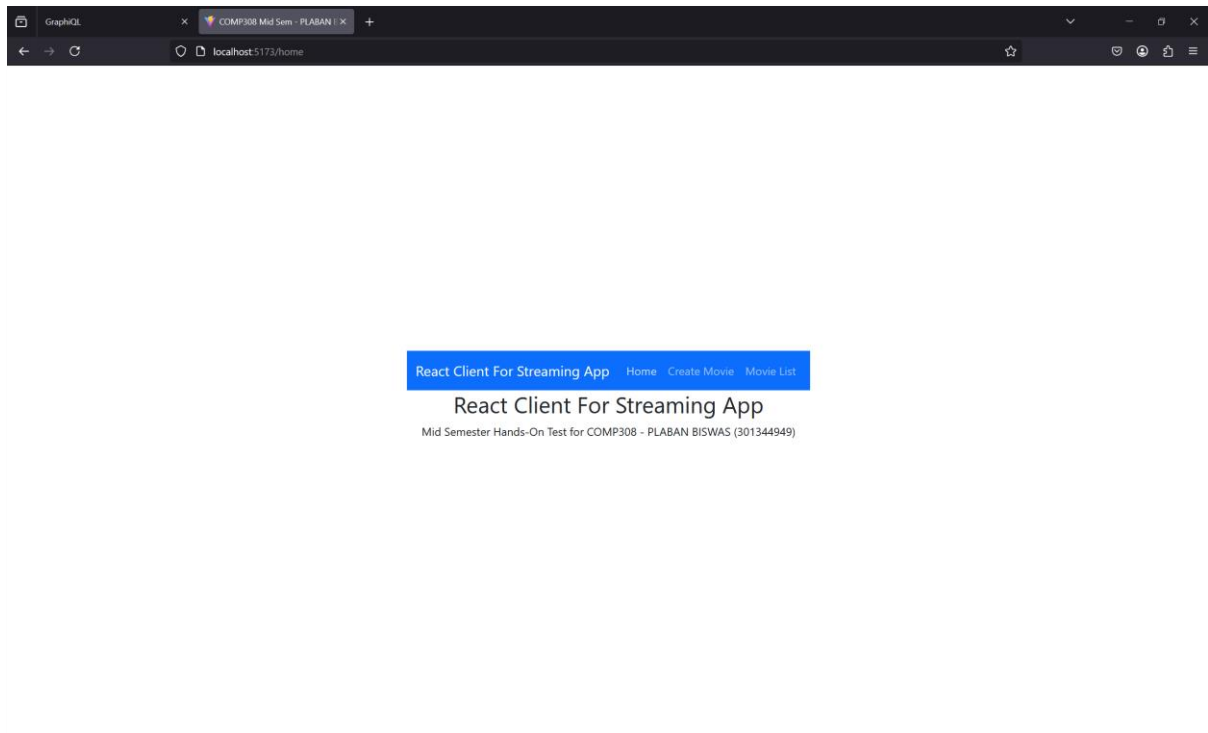 GraphiQL
COMP308 Mid Sem - PLABAN
localhost:5173/home
React Client For Streaming App Home Create Movie Movie List
React Client For Streaming App
Mid Semester Hands-On Test for COMP308 - PLABAN BISWAS (301344949)